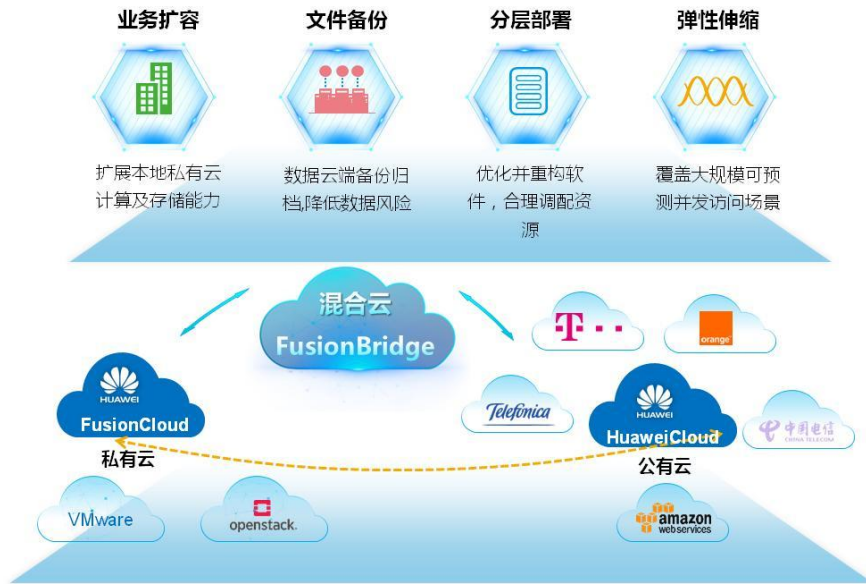 业务扩容
文件备份
分层部署
弹性伸缩
扩展本地私有云
计算及存储能力
数据云端备份归
档,降低数据风险
优化并重构软
件，合理调配资
源
覆盖大规模可预
测并发访问场景
混合云
FusionBridge
T
orange™
HUAWEI
FusionCloud
私有云
Telefónica
HUAWEI
HuaweiCloud
公有云
中国电信
CHINA TELECOM
VMware
openstack.
amazon
webservices